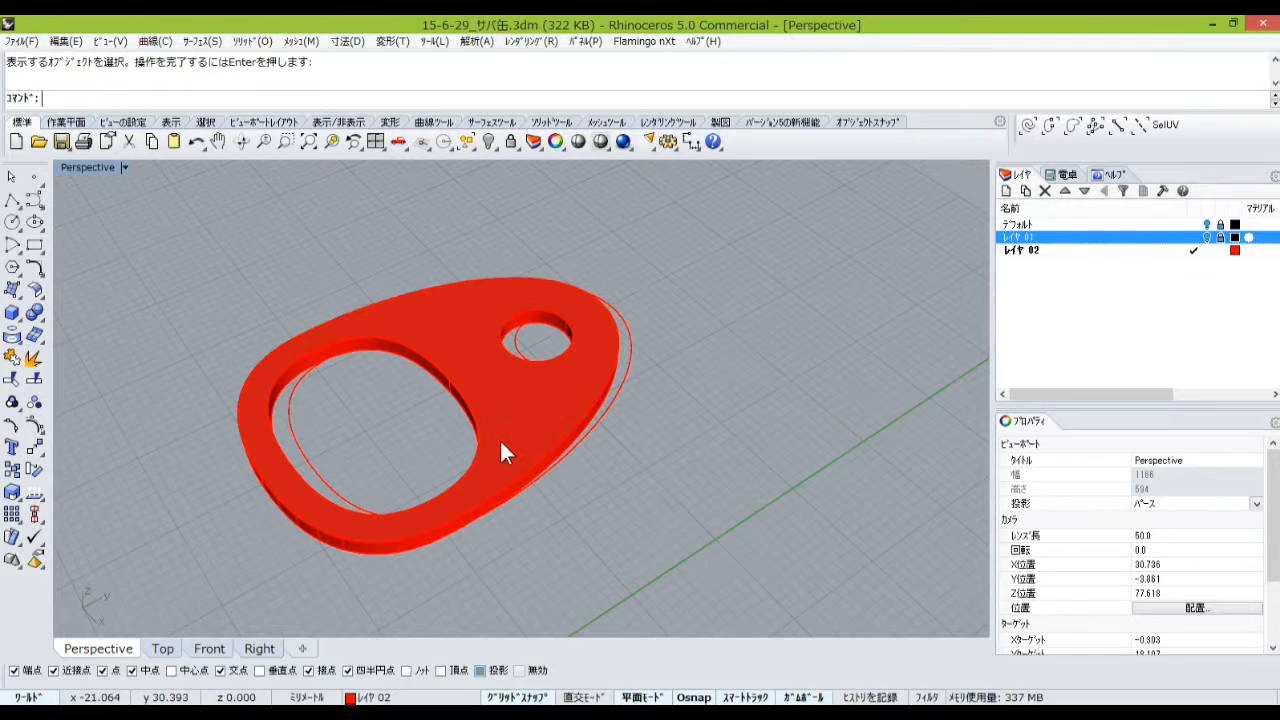 15-6-29_サバ缶.3dm (322 KB) - Rhinoceros 5.0 Commercial - [Perspective]
ﾌｧｲﾙ(F) 編集(E) ﾋﾞｭｰ(V) 曲線(C) ｻｰﾌｪｽ(S) ｿﾘｯﾄﾞ(O) ﾒｯｼｭ(M) 寸法(D) 変形(T) ﾂｰﾙ(L) 解析(A) ﾚﾝﾀﾞﾘﾝｸﾞ(R) ﾊﾟﾈﾙ(P) Flamingo nXt ﾍﾙﾌﾟ(H)
表示するｵﾌﾞｼﾞｪｸﾄを選択。操作を完了するにはEnterを押します:
ｺﾏﾝﾄﾞ:
標準 作業平面 ﾋﾞｭｰの設定 表示 選択 ﾋﾞｭｰﾎﾟｰﾄﾚｲｱｳﾄ 表示/非表示 変形 曲線ﾂｰﾙ ｻｰﾌｪｽﾂｰﾙ ｿﾘｯﾄﾞﾂｰﾙ ﾒｯｼｭﾂｰﾙ ﾚﾝﾀﾞﾘﾝｸﾞﾂｰﾙ 製図 ﾊﾞｰｼﾞｮﾝ5の新機能 ｵﾌﾞｼﾞｪｸﾄｽﾅｯﾌﾟ
SelUV
Perspective
ﾚｲﾔ 電卓 ﾍﾙﾌﾟ
名前 ﾏﾃﾘｱﾙ
ﾃﾞﾌｫﾙﾄ
ﾚｲﾔ 01
ﾚｲﾔ 02
ﾌﾟﾛﾊﾟﾃｨ
ﾋﾞｭｰﾎﾟｰﾄ
ﾀｲﾄﾙ Perspective
幅 1166
高さ 594
投影 ﾊﾟｰｽ
ｶﾒﾗ
ﾚﾝｽﾞ長 50.0
回転 0.0
X位置 30.736
Y位置 -3.861
Z位置 77.618
位置 配置...
ﾀｰｹﾞｯﾄ
Xﾀｰｹﾞｯﾄ -0.303
z y x
Perspective Top Front Right
端点 近接点 点 中点 中心点 交点 垂直点 接点 四半円点 ﾉｯﾄ 頂点 投影 無効
ﾜｰﾙﾄﾞ x -21.064 y 30.393 z 0.000 ﾐﾘﾒｰﾄﾙ ﾚｲﾔ 02 ｸﾞﾘｯﾄﾞｽﾅｯﾌﾟ 直交ﾓｰﾄﾞ 平面ﾓｰﾄﾞ Osnap ｽﾏｰﾄﾄﾗｯｸ ｶﾞﾑﾎﾞｰﾙ ﾋｽﾄﾘを記録 ﾌｨﾙﾀ ﾒﾓﾘ使用量: 337 MB